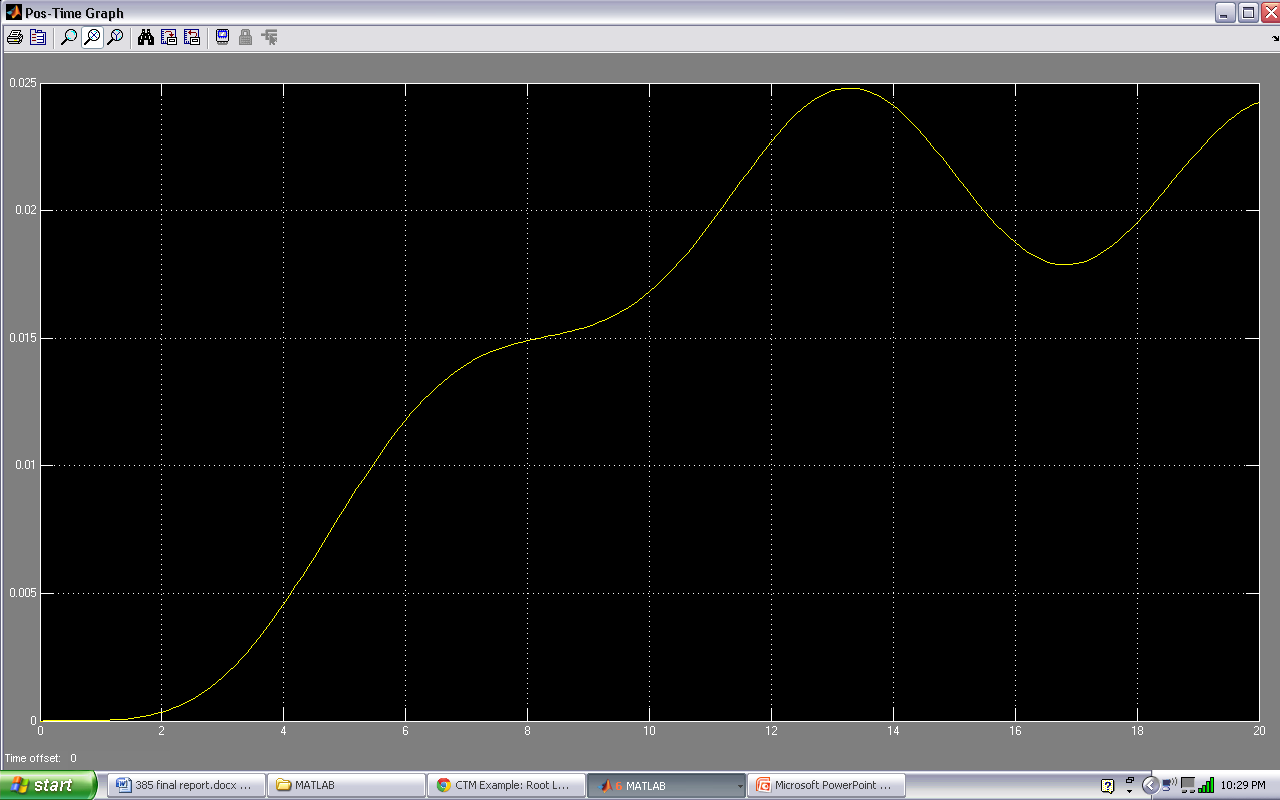 Pos-Time Graph
0.025
0.02
0.015
0.01
0.005
0
0 2 4 6 8 10 12 14 16 18 20
Time offset: 0
start 385 final report.docx ... MATLAB CTM Example: Root L... 6 MATLAB Microsoft PowerPoint ... 10:29 PM